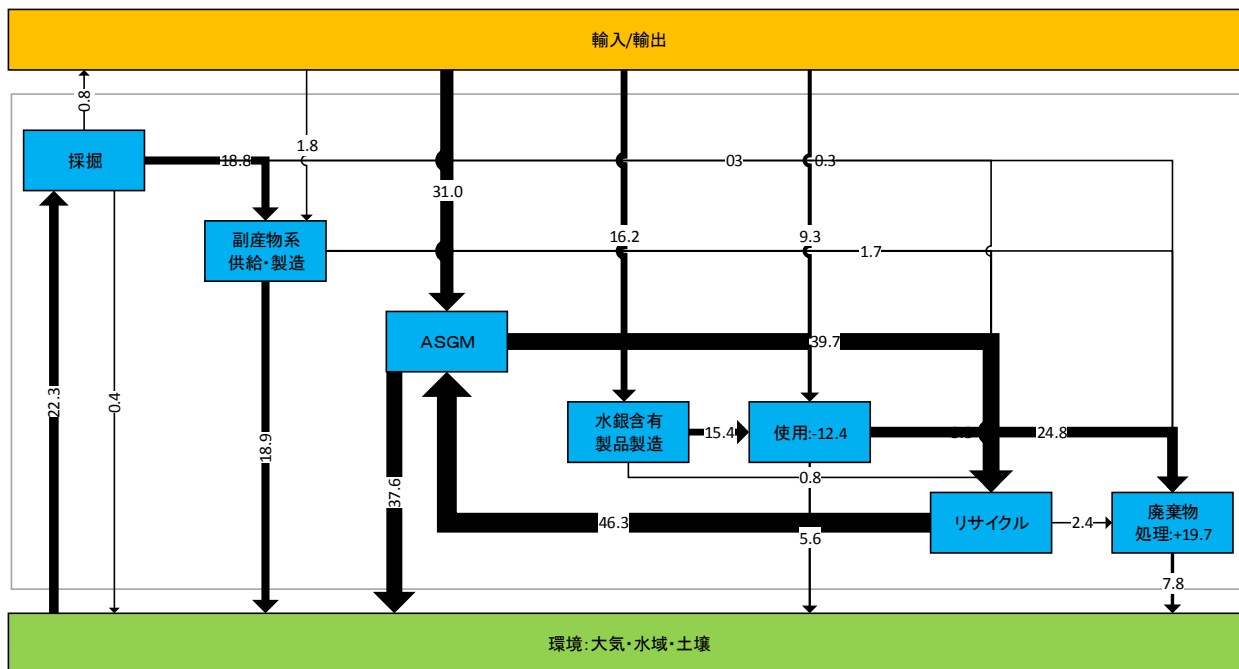 輸入/輸出
0.8
採掘
18.8
1.8
03
0.3
31.0
副産物系
供給・製造
16.2
9.3
1.7
ASGM
39.7
22.3
0.4
18.9
37.6
水銀含有
製品製造
15.4
使用:-12.4
24.8
0.8
46.3
リサイクル
2.4
廃棄物
処理:+19.7
5.6
7.8
環境:大気・水域・土壌